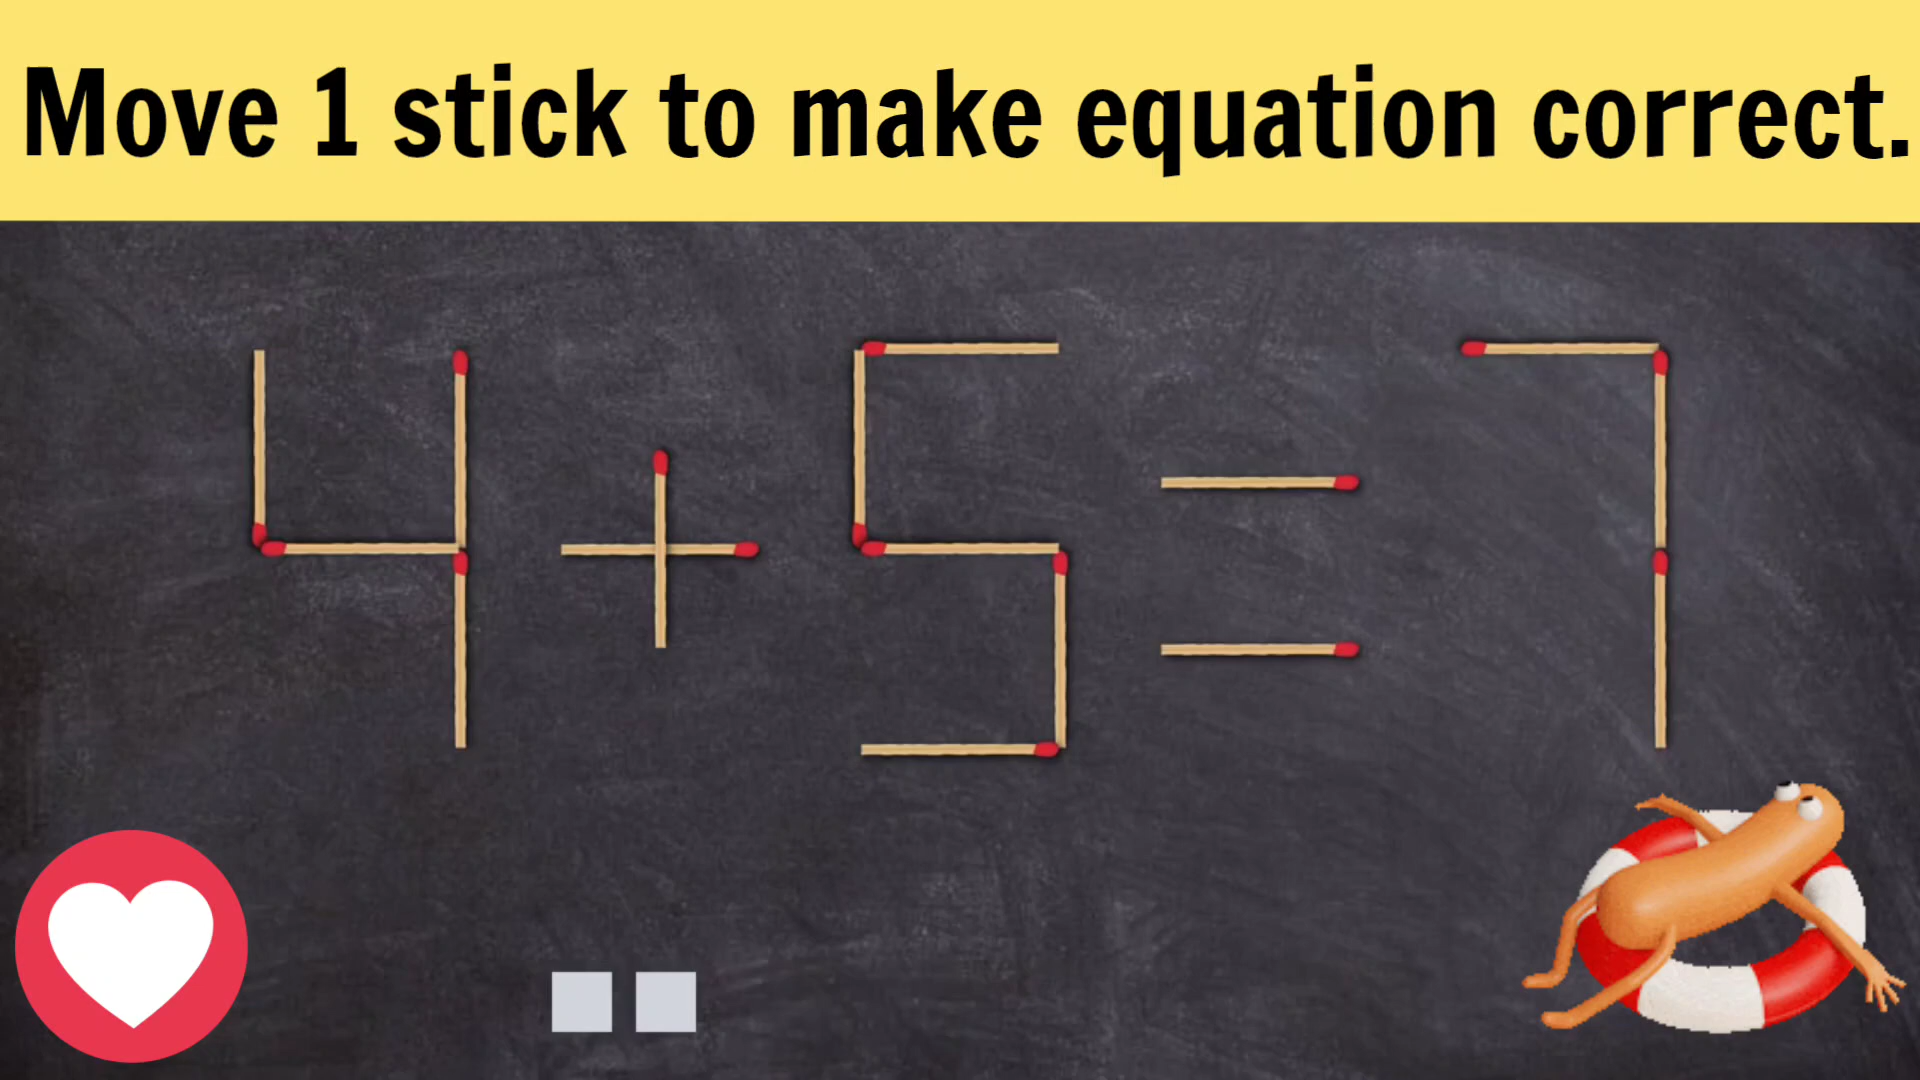 Move 1 stick to make equation correct.
4 + 5 = 7